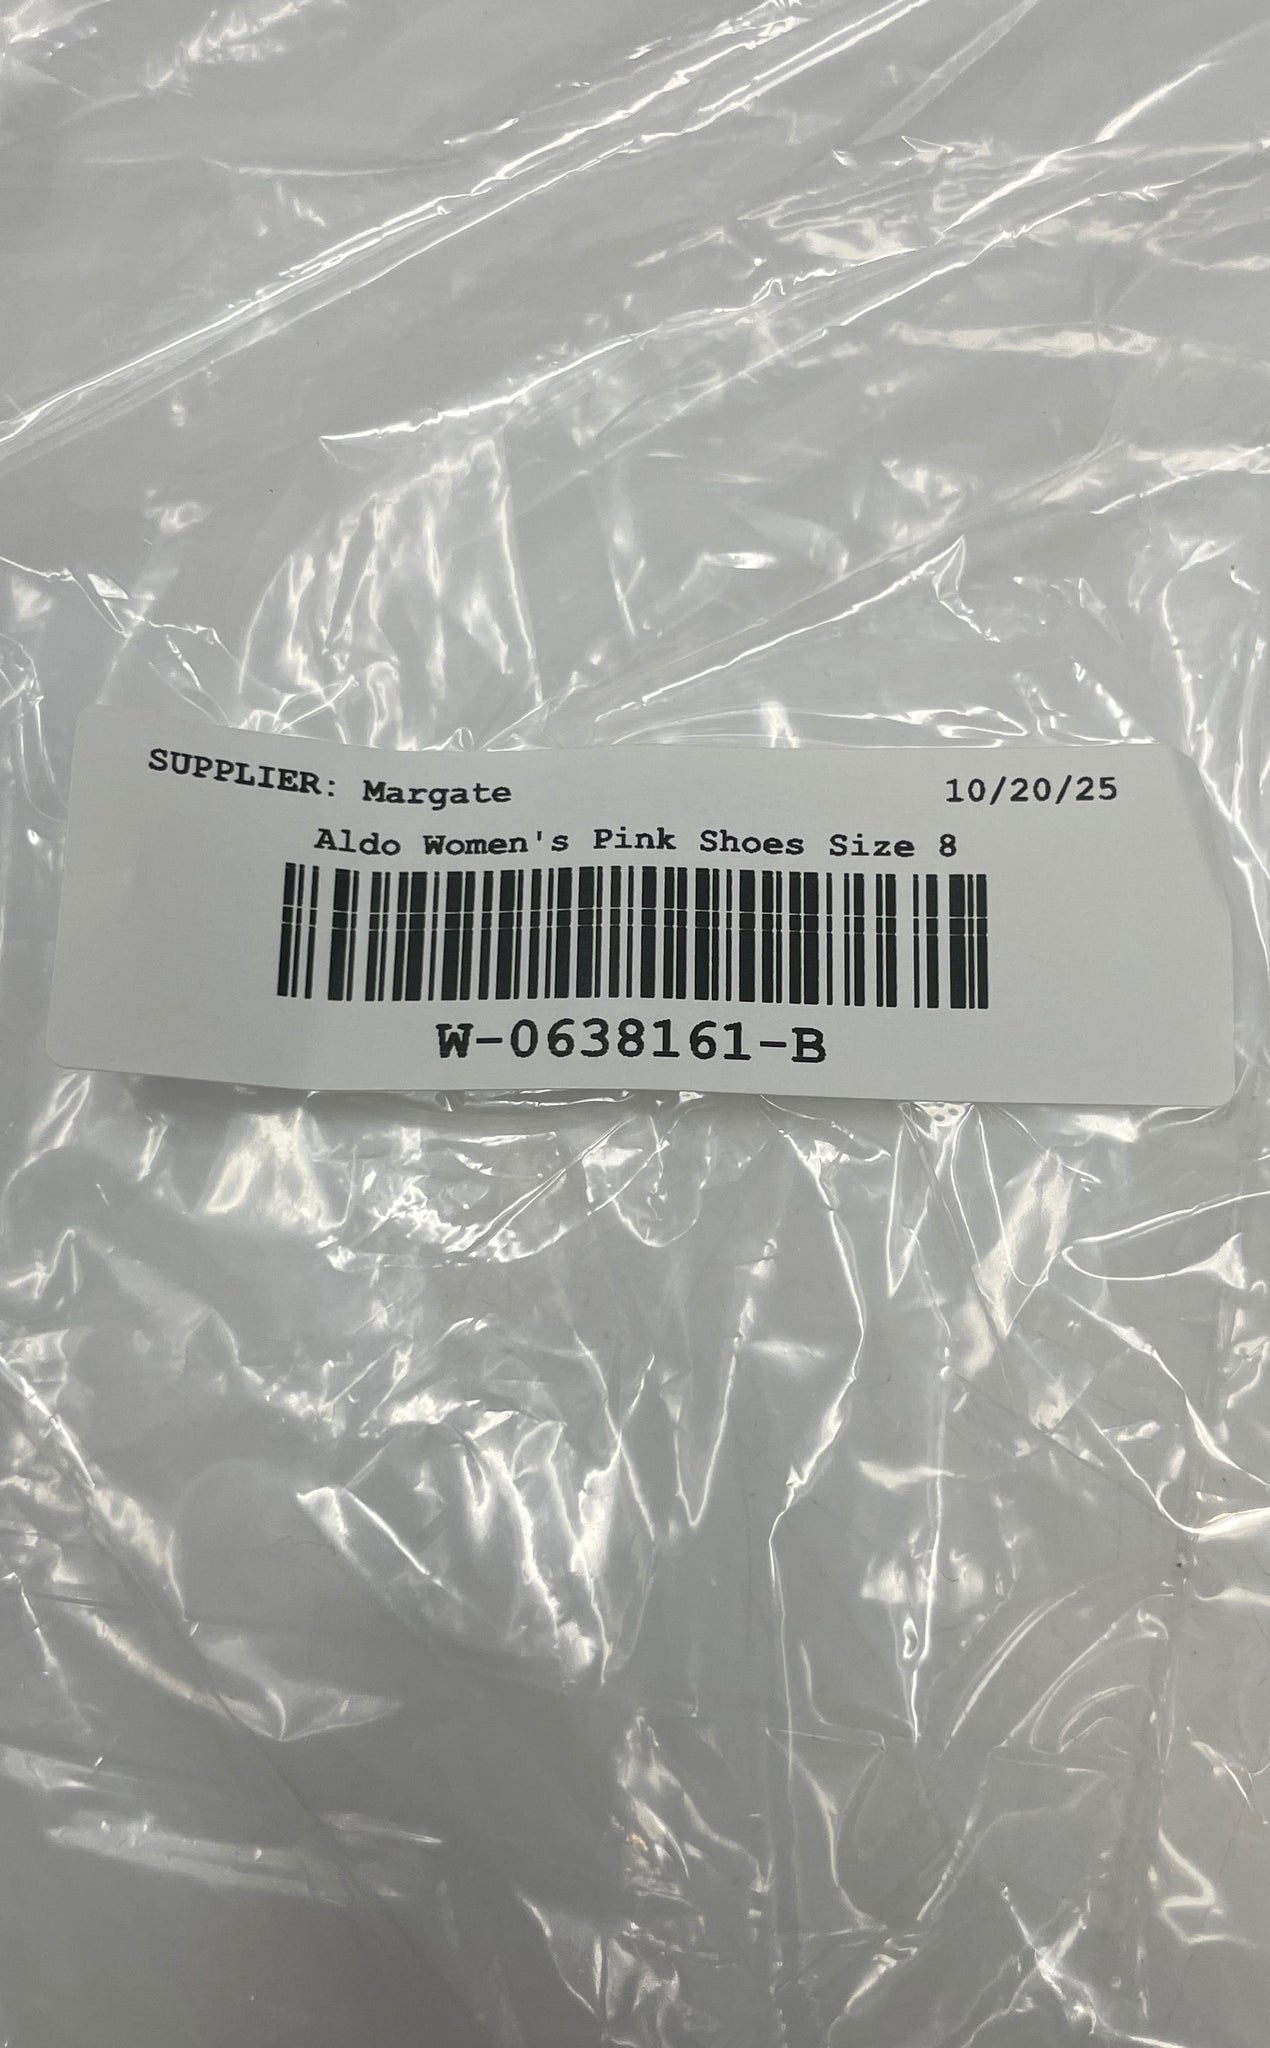 SUPPLIER: Margate 10/20/25
Aldo Women's Pink Shoes Size 8
W-0638161-B